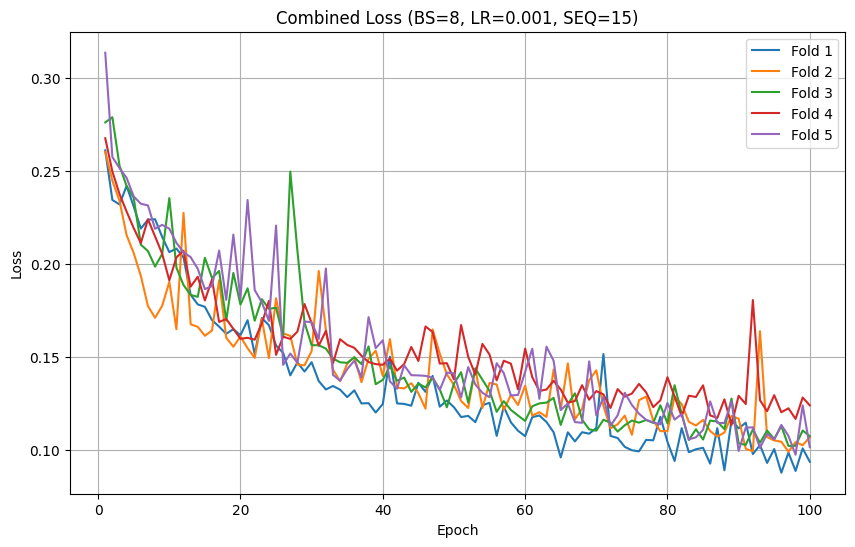 Combined Loss (BS=8, LR=0.001, SEQ=15)
Loss
0.30
0.25
0.20
0.15
0.10
Fold 1
Fold 2
Fold 3
Fold 4
Fold 5
0 20 40 60 80 100
Epoch